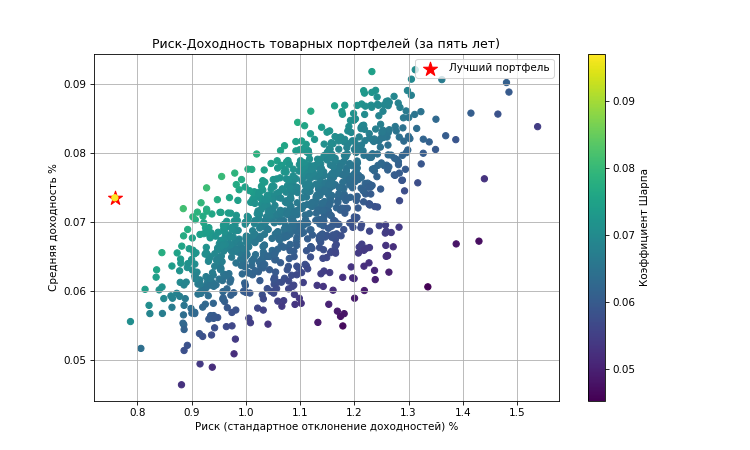 Риск-Доходность товарных портфелей (за пять лет)
Лучший портфель
0.09
0.08
0.07
0.06
0.05
Средняя доходность %
0.8 0.9 1.0 1.1 1.2 1.3 1.4 1.5
Риск (стандартное отклонение доходностей) %
0.09
0.08
0.07
0.06
0.05
Коэффициент Шарпа